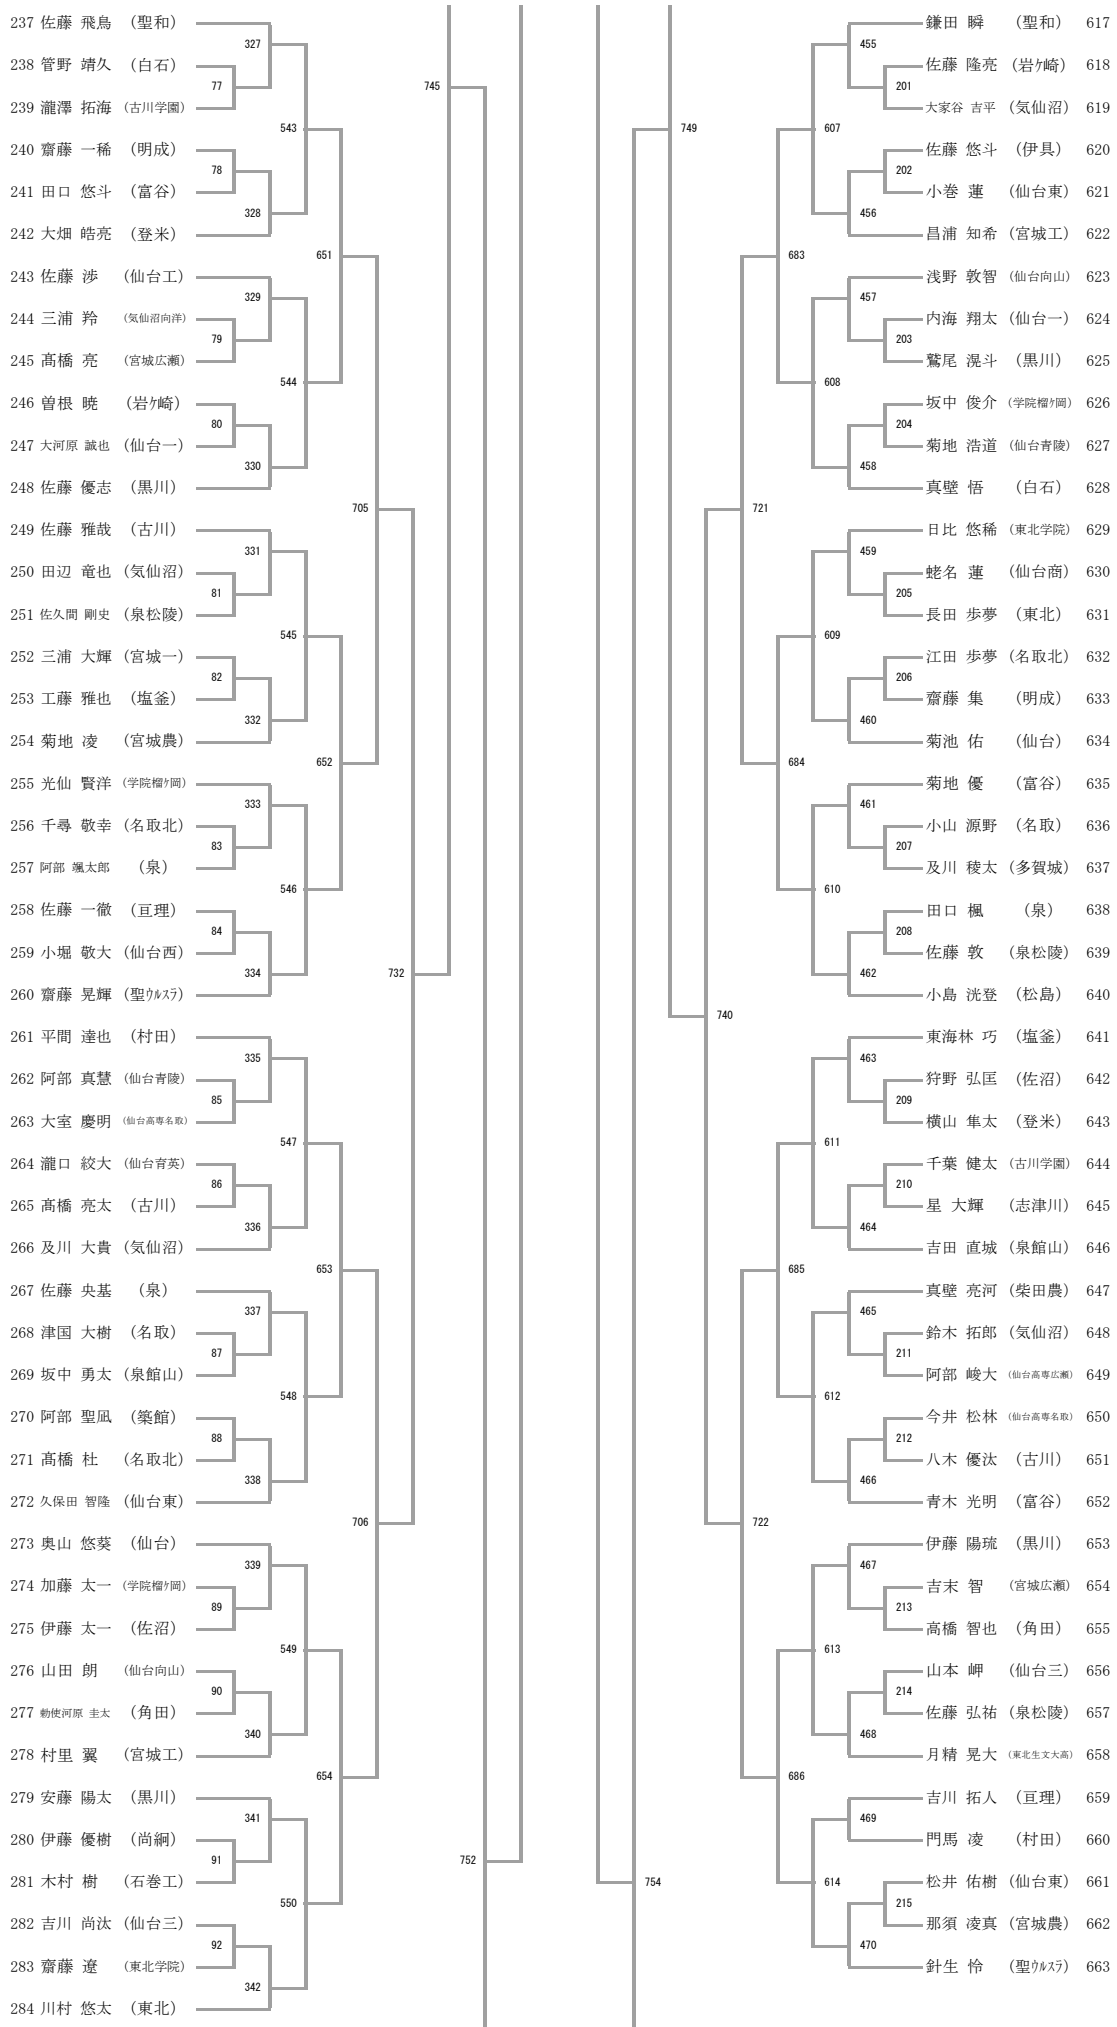 237 佐藤 飛鳥 (聖和)
238 管野 靖久 (白石)
239 瀧澤 拓海 (古川学園)
240 齋藤 一稀 (明成)
241 田口 悠斗 (富谷)
242 大畑 皓亮 (登米)
243 佐藤 渉 (仙台工)
244 三浦 羚 (気仙沼向洋)
245 髙橋 亮 (宮城広瀬)
246 曽根 暁 (岩ケ崎)
247 大河原 誠也 (仙台一)
248 佐藤 優志 (黒川)
249 佐藤 雅哉 (古川)
250 田辺 竜也 (気仙沼)
251 佐久間 剛史 (泉松陵)
252 三浦 大輝 (宮城一)
253 工藤 雅也 (塩釜)
254 菊地 凌 (宮城農)
255 光仙 賢洋 (学院榴ケ岡)
256 千尋 敬幸 (名取北)
257 阿部 颯太郎 (泉)
258 佐藤 一徹 (亘理)
259 小堀 敬大 (仙台西)
260 齋藤 晃輝 (聖ウルスラ)
261 平間 達也 (村田)
262 阿部 真慧 (仙台青陵)
263 大室 慶明 (仙台高専名取)
264 瀧口 絞大 (仙台育英)
265 髙橋 亮太 (古川)
266 及川 大貴 (気仙沼)
267 佐藤 央基 (泉)
268 津国 大樹 (名取)
269 坂中 勇太 (泉館山)
270 阿部 聖凪 (築館)
271 髙橋 杜 (名取北)
272 久保田 智隆 (仙台東)
273 奥山 悠葵 (仙台)
274 加藤 太一 (学院榴ケ岡)
275 伊藤 太一 (佐沼)
276 山田 朗 (仙台向山)
277 勅使河原 圭太 (角田)
278 村里 翼 (宮城工)
279 安藤 陽太 (黒川)
280 伊藤 優樹 (尚絅)
281 木村 樹 (石巻工)
282 吉川 尚汰 (仙台三)
283 齋藤 遼 (東北学院)
284 川村 悠太 (東北)
327
77
78
328
329
79
80
330
331
81
82
332
333
83
84
334
335
85
86
336
337
87
88
338
339
89
90
340
341
91
92
342
543
544
545
546
547
548
549
550
651
652
653
654
705
706
732
745
752
749
754
740
721
722
683
684
685
686
607
608
609
610
611
612
613
614
455
201
202
456
457
203
204
458
459
205
206
460
461
207
208
462
463
209
210
464
465
211
212
466
467
213
214
468
469
215
470
鎌田 瞬 (聖和) 617
佐藤 隆亮 (岩ケ崎) 618
大家谷 吉平 (気仙沼) 619
佐藤 悠斗 (伊具) 620
小巻 蓮 (仙台東) 621
昌浦 知希 (宮城工) 622
浅野 敦智 (仙台向山) 623
内海 翔太 (仙台一) 624
鷲尾 滉斗 (黒川) 625
坂中 俊介 (学院榴ケ岡) 626
菊地 浩道 (仙台青陵) 627
真壁 悟 (白石) 628
日比 悠稀 (東北学院) 629
蛯名 蓮 (仙台商) 630
長田 歩夢 (東北) 631
江田 歩夢 (名取北) 632
齋藤 集 (明成) 633
菊池 佑 (仙台) 634
菊地 優 (富谷) 635
小山 源野 (名取) 636
及川 稜太 (多賀城) 637
田口 楓 (泉) 638
佐藤 敦 (泉松陵) 639
小島 洸登 (松島) 640
東海林 巧 (塩釜) 641
狩野 弘匡 (佐沼) 642
横山 隼太 (登米) 643
千葉 健太 (古川学園) 644
星 大輝 (志津川) 645
吉田 直城 (泉館山) 646
真壁 亮河 (柴田農) 647
鈴木 拓郎 (気仙沼) 648
阿部 峻大 (仙台高専広瀬) 649
今井 松林 (仙台高専名取) 650
八木 優汰 (古川) 651
青木 光明 (富谷) 652
伊藤 陽琉 (黒川) 653
吉末 智 (宮城広瀬) 654
高橋 智也 (角田) 655
山本 岬 (仙台三) 656
佐藤 弘祐 (泉松陵) 657
月精 晃大 (東北生文大高) 658
吉川 拓人 (亘理) 659
門馬 凌 (村田) 660
松井 佑樹 (仙台東) 661
那須 凌真 (宮城農) 662
針生 怜 (聖ウルスラ) 663